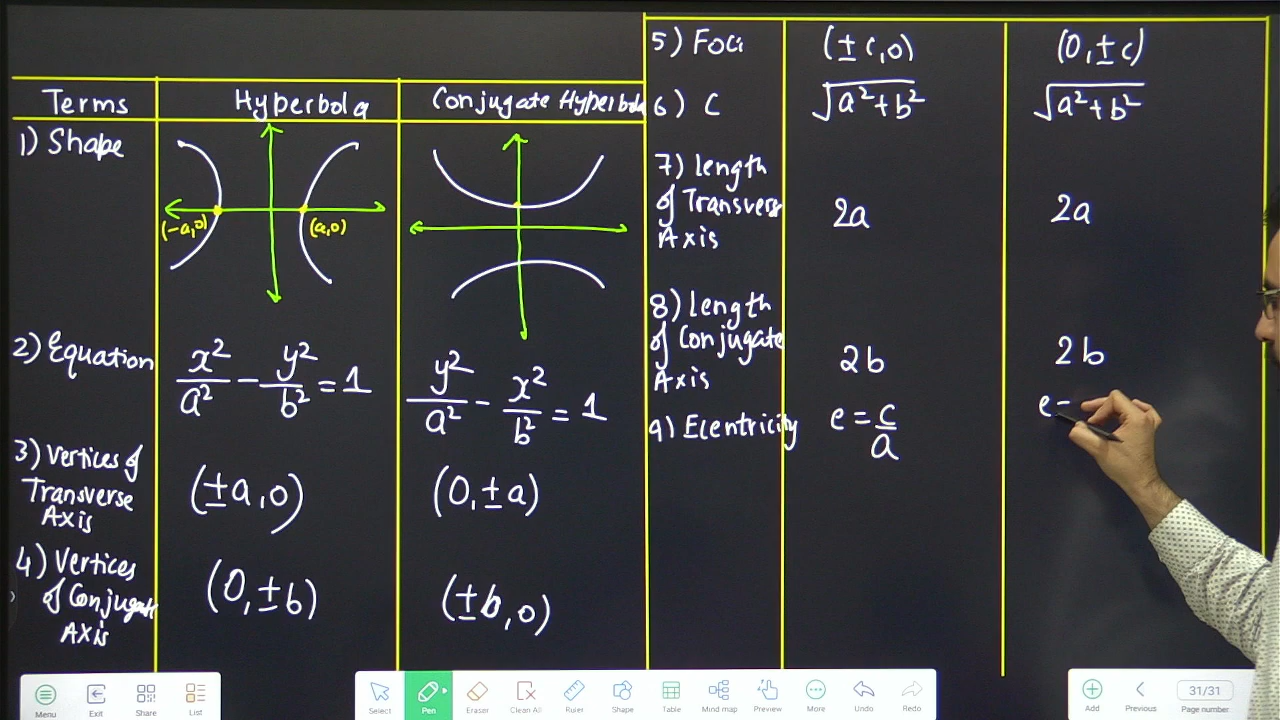 Terms Hyperbola Conjugate Hyperbola
1) Shape
(-a,0) (a,0)
2) Equation x²/a² - y²/b² = 1 y²/a² - x²/b² = 1
3) Vertices of Transverse Axis (±a,0) (0,±a)
4) Vertices of Conjugate Axis (0,±b) (±b,0)
5) Foci (±c,0) (0,±c)
6) C √a²+b² √a²+b²
7) length of Transvers Axis 2a 2a
8) length of Conjugate Axis 2b 2b
9) Ecentricity e = c/a e=
Menu Exit Share List
Select Pen Eraser Clean All Ruler Shape Table Mind map Preview More Undo Redo
Add Previous 31/31 Page number